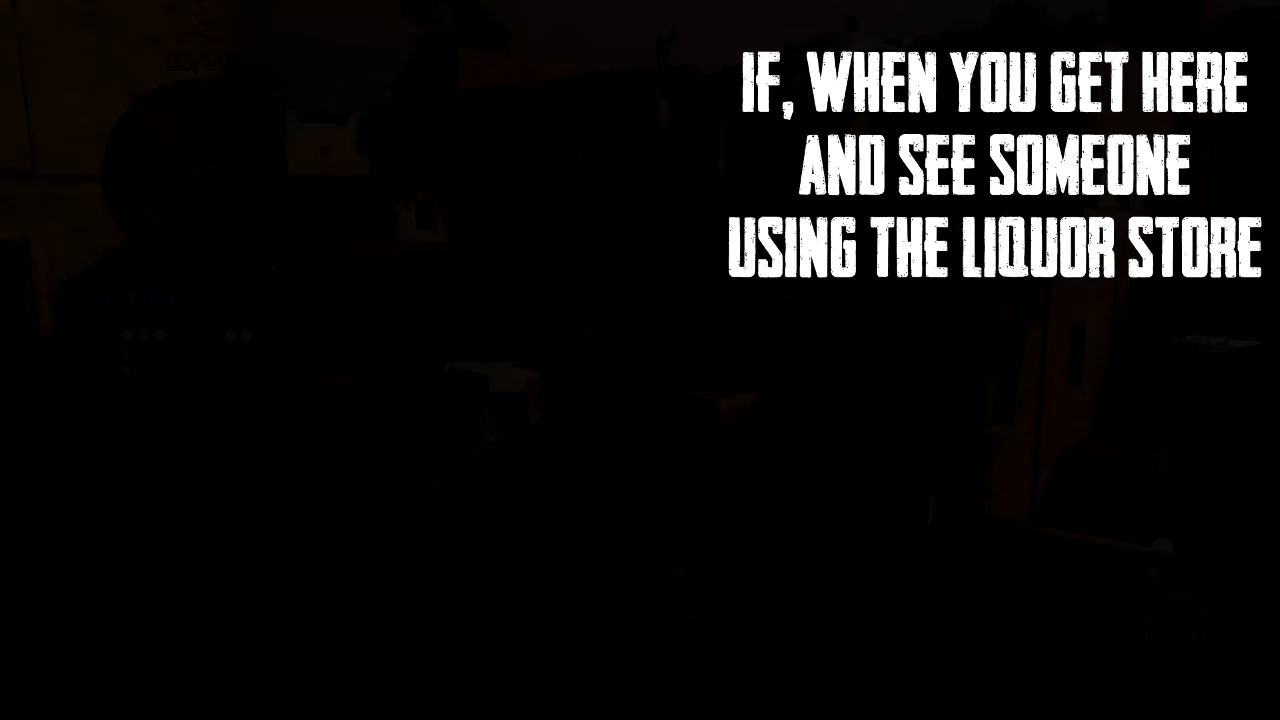 IF, WHEN YOU GET HERE
AND SEE SOMEONE
USING THE LIQUOR STORE